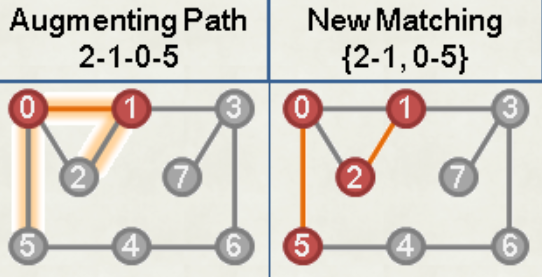 Augmenting Path
2-1-0-5
New Matching
{2-1, 0-5}
0 1 3
2 7
5 4 6
0 1 3
2 7
5 4 6